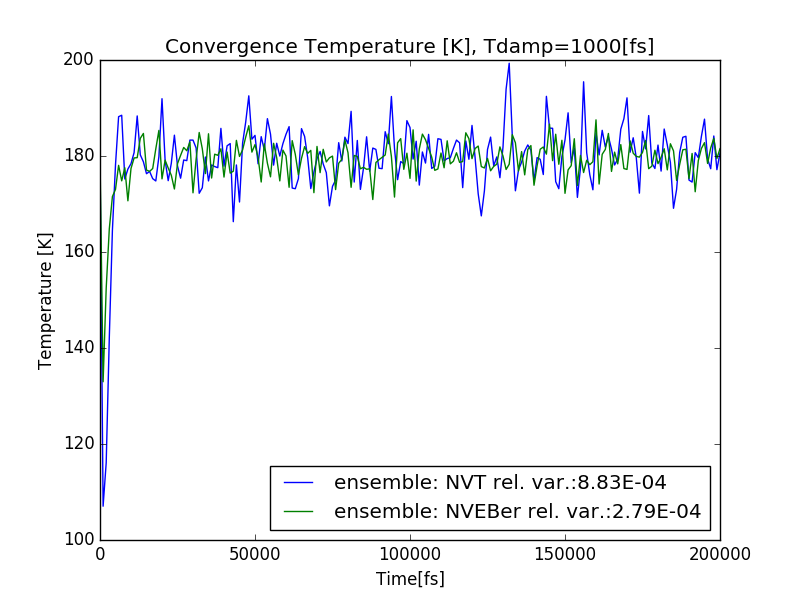 Convergence Temperature [K], Tdamp=1000[fs]
200
180
160
140
120
100
Temperature [K]
ensemble: NVT rel. var.:8.83E-04
ensemble: NVEBer rel. var.:2.79E-04
0 50000 100000 150000 200000
Time[fs]